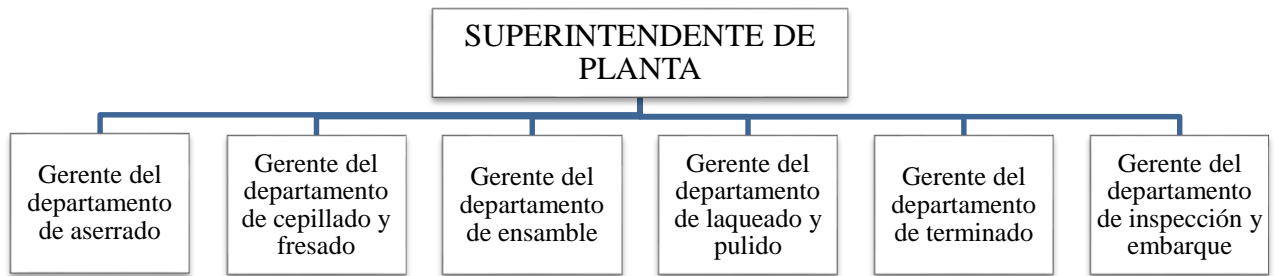 SUPERINTENDENTE DE
PLANTA
Gerente del
departamento
de aserrado
Gerente del
departamento
de cepillado y
fresado
Gerente del
departamento
de ensamble
Gerente del
departamento
de laqueado y
pulido
Gerente del
departamento
de terminado
Gerente del
departamento
de inspección y
embarque